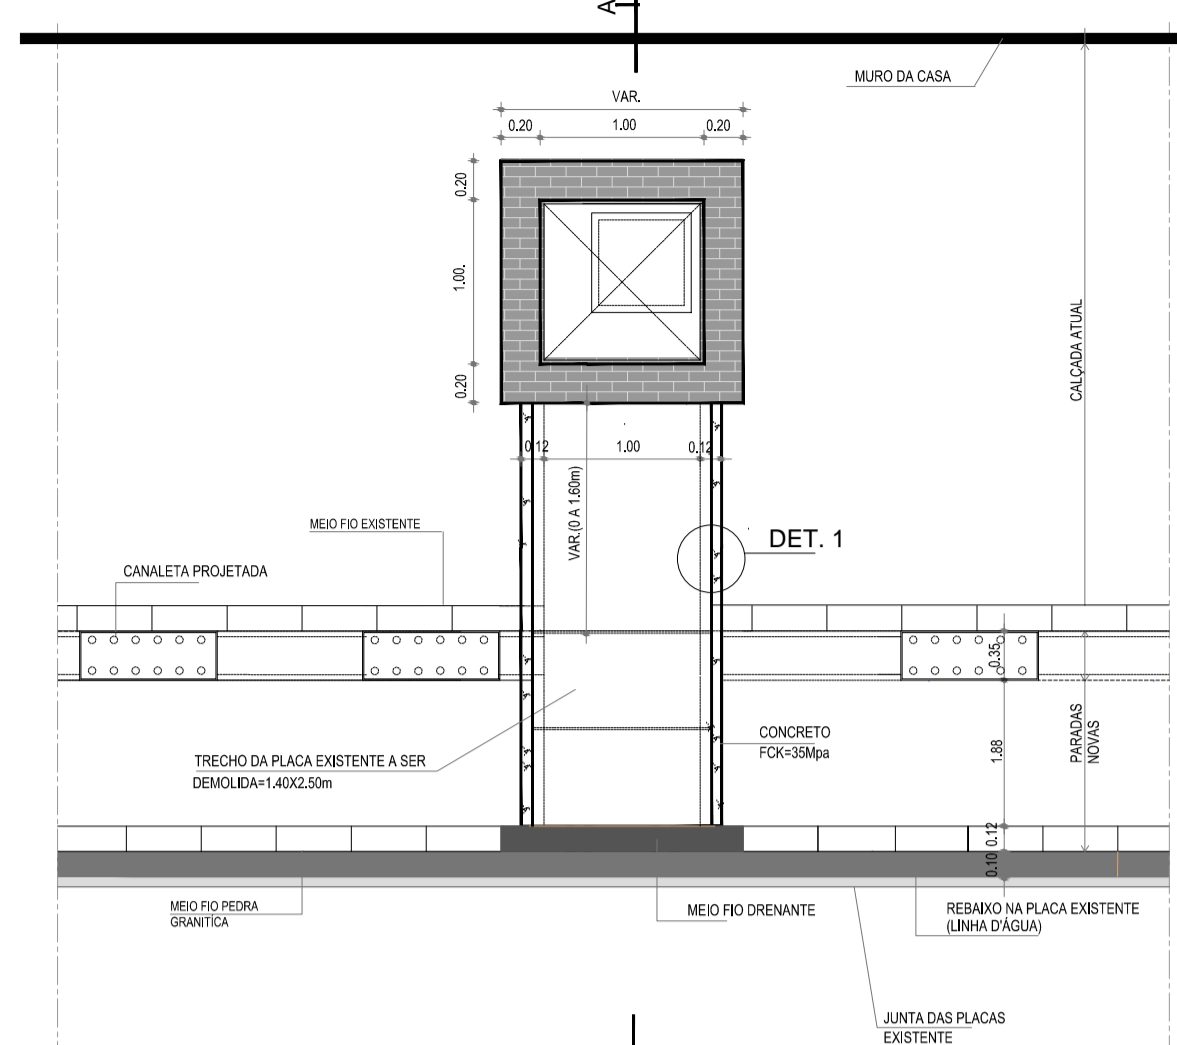 A
MURO DA CASA
VAR.
0.20
1.00
0.20
0.20
1.00.
0.20
CALÇADA ATUAL
0.12
1.00
0.12
VAR.(0 A 1.60m)
MEIO FIO EXISTENTE
DET. 1
CANALETA PROJETADA
0.35
TRECHO DA PLACA EXISTENTE A SER
DEMOLIDA=1.40X2.50m
CONCRETO
FCK=35Mpa
1.88
PARADAS
NOVAS
0.12
0.10
MEIO FIO PEDRA
GRANITÍCA
MEIO FIO DRENANTE
REBAIXO NA PLACA EXISTENTE
(LINHA D'ÁGUA)
JUNTA DAS PLACAS
EXISTENTE